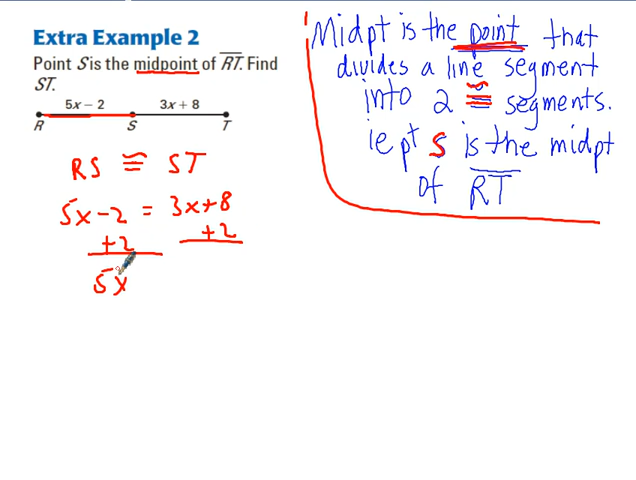 Extra Example 2
Point S is the midpoint of RT. Find
ST.
5x − 2 3x + 8
R S T
RS ≅ ST
5x − 2 = 3x + 8
+2 +2
5x
Midpt is the point that
divides a line segment
into 2 ≅ segments.
ie pt S is the midpt
of RT